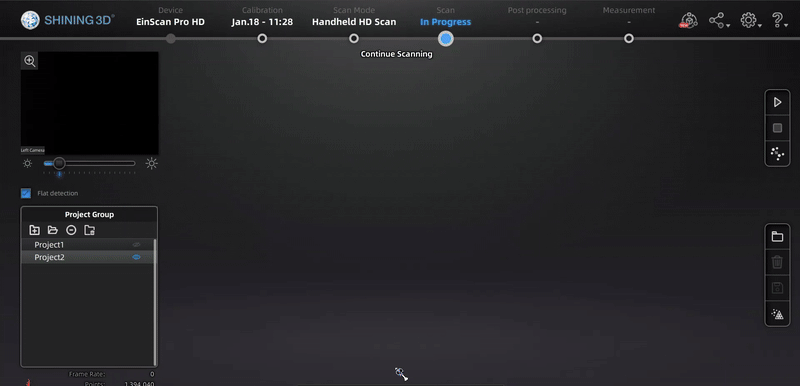 SHINING 3D®
Device
EinScan Pro HD
Calibration
Jan.18 - 11:28
Scan Mode
Handheld HD Scan
Scan
In Progress
Post processing
-
Measurement
-
Continue Scanning
Left Camera
Flat detection
Project Group
Project1
Project2
Frame Rate: 0
Points: 1,394,040